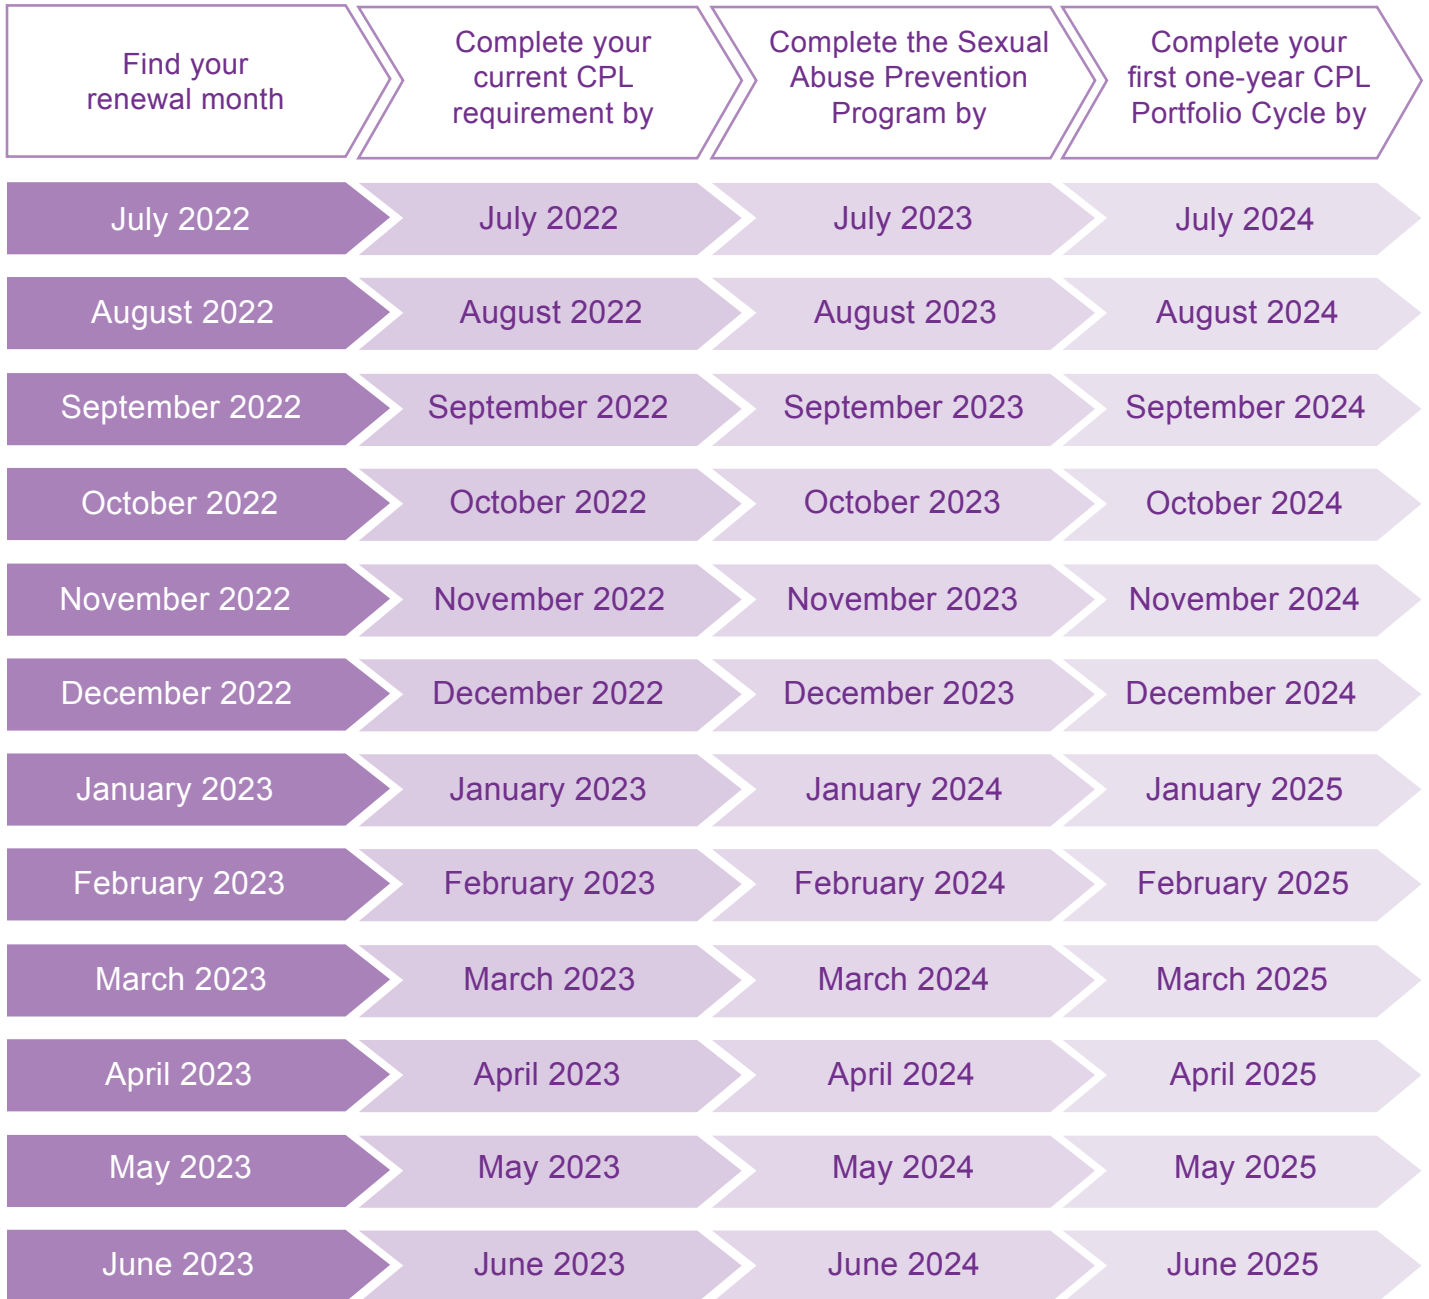 Find your
renewal month
Complete your
current CPL
requirement by
Complete the Sexual
Abuse Prevention
Program by
Complete your
first one-year CPL
Portfolio Cycle by
July 2022
July 2022
July 2023
July 2024
August 2022
August 2022
August 2023
August 2024
September 2022
September 2022
September 2023
September 2024
October 2022
October 2022
October 2023
October 2024
November 2022
November 2022
November 2023
November 2024
December 2022
December 2022
December 2023
December 2024
January 2023
January 2023
January 2024
January 2025
February 2023
February 2023
February 2024
February 2025
March 2023
March 2023
March 2024
March 2025
April 2023
April 2023
April 2024
April 2025
May 2023
May 2023
May 2024
May 2025
June 2023
June 2023
June 2024
June 2025